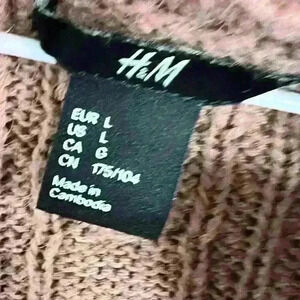 H&M
EUR L
US L
CA G
CN 175/104
Made in
Cambodia